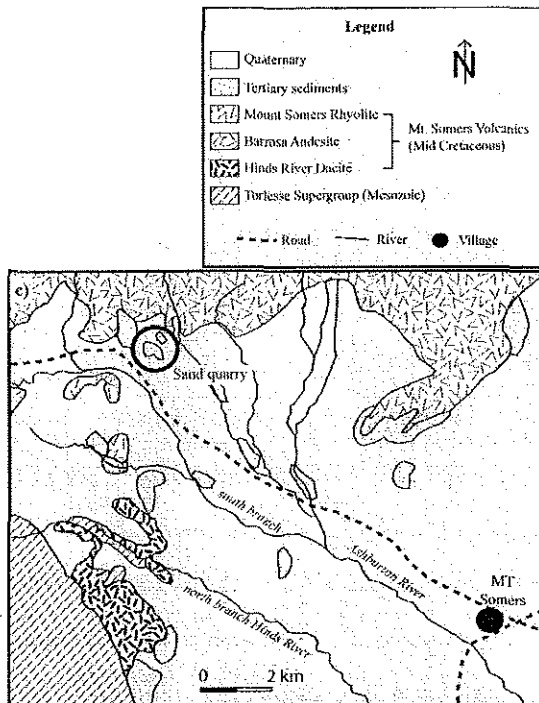 Legend
Quaternary
Tertiary sediments
Mount Somers Rhyolite
Barrosa Andesite
Hinds River Dacite
Mt. Somers Volcanics
(Mid Cretaceous)
Torlesse Supergroup (Mesozoic)
N
Road
River
Village
c)
Sand quarry
south branch
Ashburton River
north branch Hinds River
MT
Somers
0 2 km